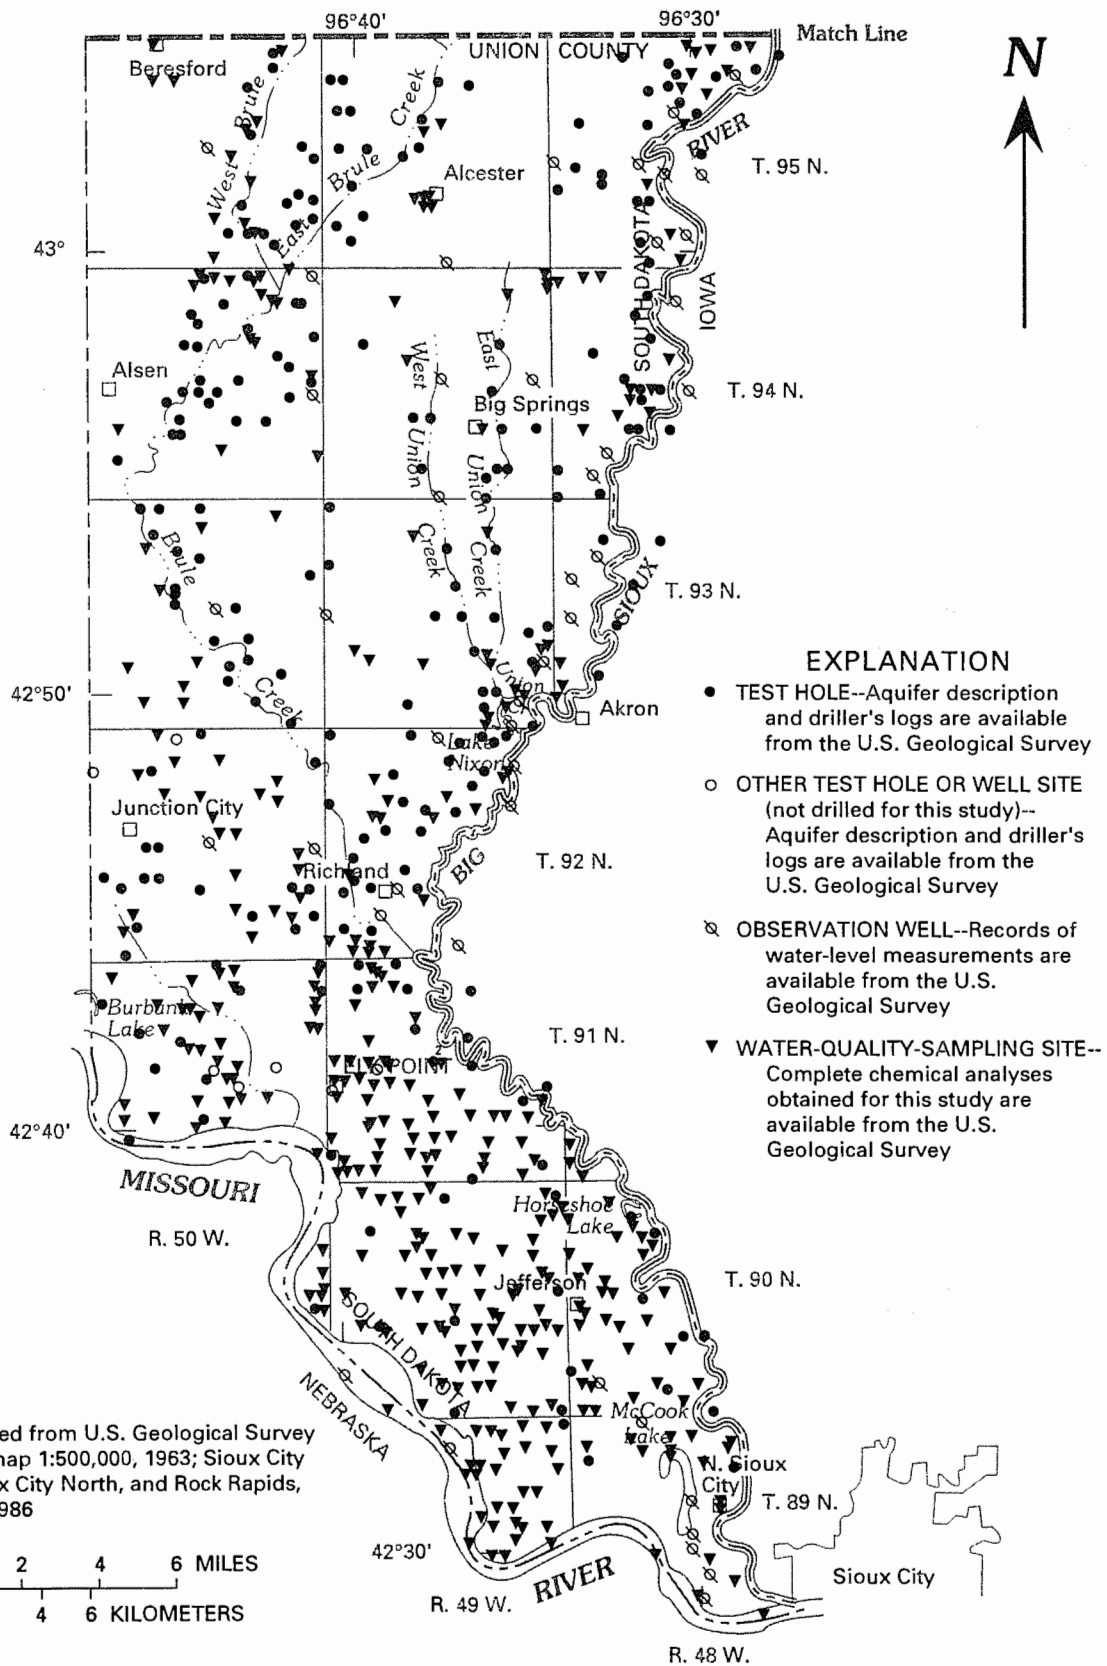 96°40'
96°30'
Match Line
UNION COUNTY
N
Beresford
West Brule
East Brule Creek
RIVER
T. 95 N.
Alcester
43°
SOUTH DAKOTA
IOWA
Alsen
West Union Creek
East Union Creek
Big Springs
T. 94 N.
Brule Creek
SIOUX
T. 93 N.
42°50'
Union
Akron
Lake
Nixon
Junction City
Richland
BIG
T. 92 N.
EXPLANATION
TEST HOLE--Aquifer description
and driller's logs are available
from the U.S. Geological Survey
OTHER TEST HOLE OR WELL SITE
(not drilled for this study)--
Aquifer description and driller's
logs are available from the
U.S. Geological Survey
OBSERVATION WELL--Records of
water-level measurements are
available from the U.S.
Geological Survey
WATER-QUALITY-SAMPLING SITE--
Complete chemical analyses
obtained for this study are
available from the U.S.
Geological Survey
Burbank
Lake
T. 91 N.
ELK POINT
42°40'
MISSOURI
R. 50 W.
Horseshoe
Lake
Jefferson
T. 90 N.
SOUTH DAKOTA
NEBRASKA
McCook
Lake
N. Sioux
City
T. 89 N.
ed from U.S. Geological Survey
map 1:500,000, 1963; Sioux City
x City North, and Rock Rapids,
986
2 4 6 MILES
4 6 KILOMETERS
42°30'
RIVER
Sioux City
R. 49 W.
R. 48 W.